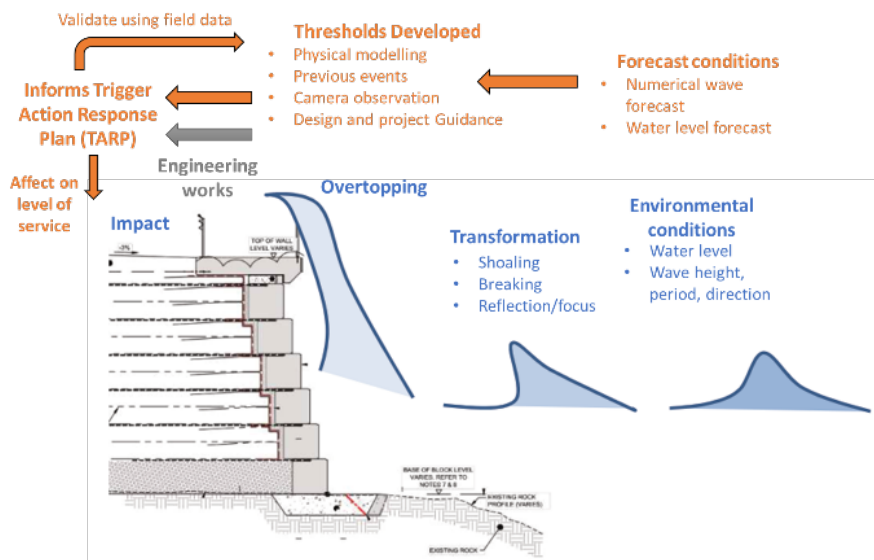 Validate using field data
Thresholds Developed
• Physical modelling
• Previous events
• Camera observation
• Design and project Guidance
Forecast conditions
• Numerical wave
forecast
• Water level forecast
Informs Trigger
Action Response
Plan (TARP)
Engineering
works
Affect on
level of
service
Overtopping
Impact
Transformation
• Shoaling
• Breaking
• Reflection/focus
Environmental
conditions
• Water level
• Wave height,
period, direction
TOP OF WALL
LEVEL VARIES
BASE OF BLOCK LEVEL
VARIES. REFER TO
NOTES 7 & 8
EXISTING ROCK
PROFILE (VARIES)
EXISTING ROCK